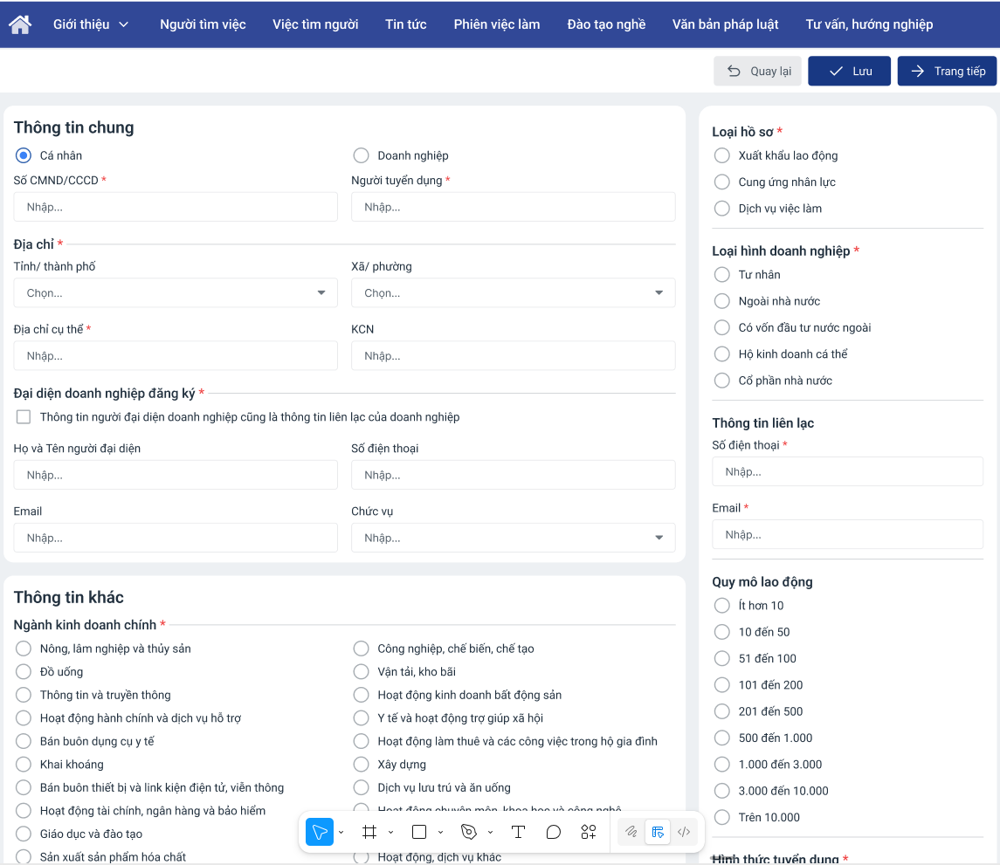 Giới thiệu Người tìm việc Việc tìm người Tin tức Phiên việc làm Đào tạo nghề Văn bản pháp luật Tư vấn, hướng nghiệp
Quay lại Lưu Trang tiếp
Thông tin chung
Cá nhân Doanh nghiệp
Số CMND/CCCD * Người tuyển dụng *
Nhập... Nhập...
Địa chỉ *
Tỉnh/ thành phố Xã/ phường
Chọn... Chọn...
Địa chỉ cụ thể * KCN
Nhập... Nhập...
Đại diện doanh nghiệp đăng ký *
Thông tin người đại diện doanh nghiệp cũng là thông tin liên lạc của doanh nghiệp
Họ và Tên người đại diện Số điện thoại
Nhập... Nhập...
Email Chức vụ
Nhập... Nhập...
Thông tin khác
Ngành kinh doanh chính *
Nông, lâm nghiệp và thủy sản Công nghiệp, chế biến, chế tạo
Đồ uống Vận tải, kho bãi
Thông tin và truyền thông Hoạt động kinh doanh bất động sản
Hoạt động hành chính và dịch vụ hỗ trợ Y tế và hoạt động trợ giúp xã hội
Bán buôn dụng cụ y tế Hoạt động làm thuê và các công việc trong hộ gia đình
Khai khoáng Xây dựng
Bán buôn thiết bị và link kiện điện tử, viễn thông Dịch vụ lưu trú và ăn uống
Hoạt động tài chính, ngân hàng và bảo hiểm Hoạt động chuyên môn, khoa học và công nghệ
Giáo dục và đào tạo
Sản xuất sản phẩm hóa chất Hoạt động, dịch vụ khác
Loại hồ sơ *
Xuất khẩu lao động
Cung ứng nhân lực
Dịch vụ việc làm
Loại hình doanh nghiệp *
Tư nhân
Ngoài nhà nước
Có vốn đầu tư nước ngoài
Hộ kinh doanh cá thể
Cổ phần nhà nước
Thông tin liên lạc
Số điện thoại *
Nhập...
Email *
Nhập...
Quy mô lao động
Ít hơn 10
10 đến 50
51 đến 100
101 đến 200
201 đến 500
500 đến 1.000
1.000 đến 3.000
3.000 đến 10.000
Trên 10.000
Hình thức tuyển dụng *